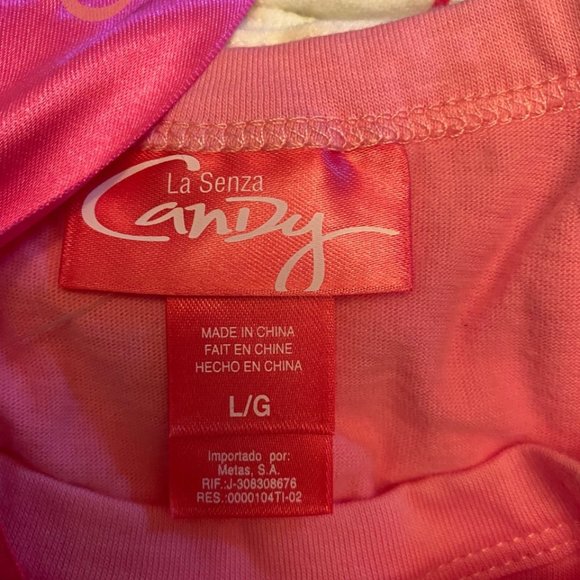 La Senza
Candy
MADE IN CHINA
FAIT EN CHINE
HECHO EN CHINA
L/G
Importado por:
Metas, S.A.
RIF.:J-308308676
RES.:0000104TI-02